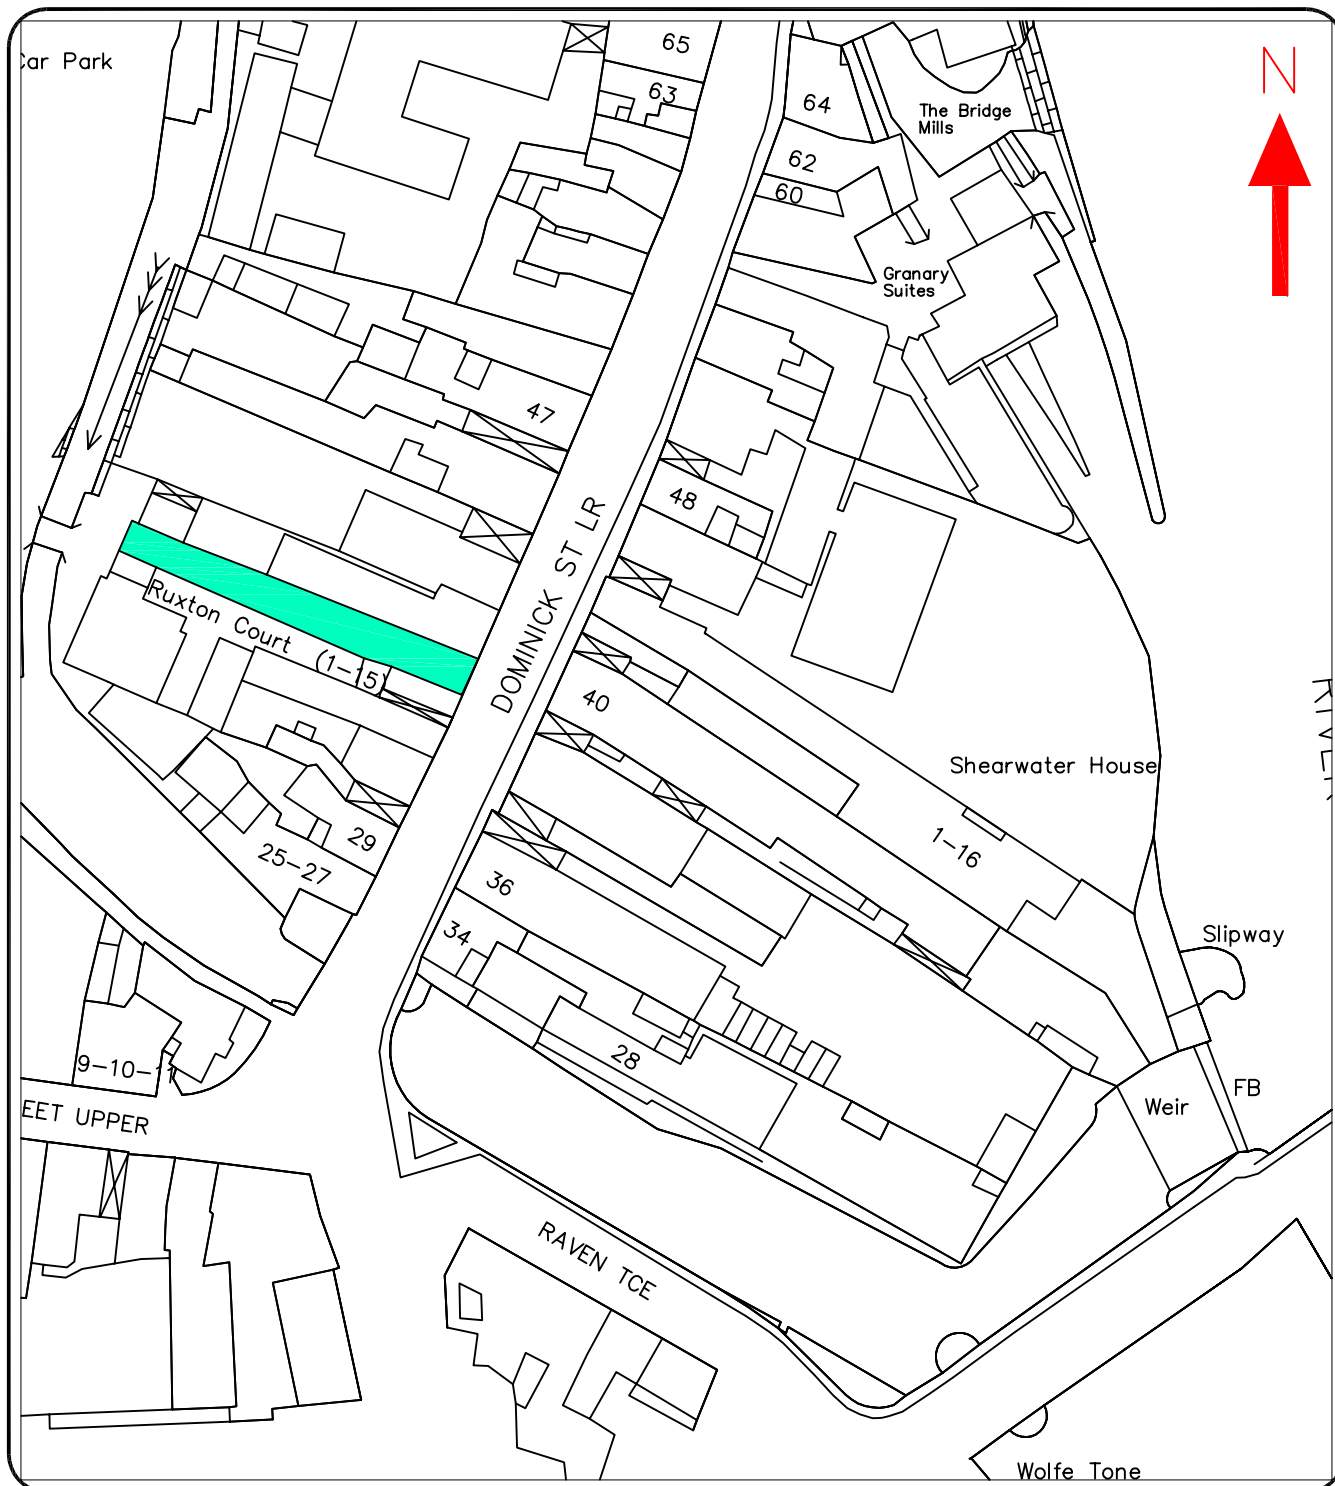 Car Park
65
N
63
64
The Bridge
Mills
62
60
Granary
Suites
47
48
DOMINICK ST LR
Ruxton Court (1-15)
40
RIVER
Shearwater House
1-16
29
25-27
36
34
Slipway
28
9-10-11
FB
Weir
EET UPPER
RAVEN TCE
Wolfe Tone